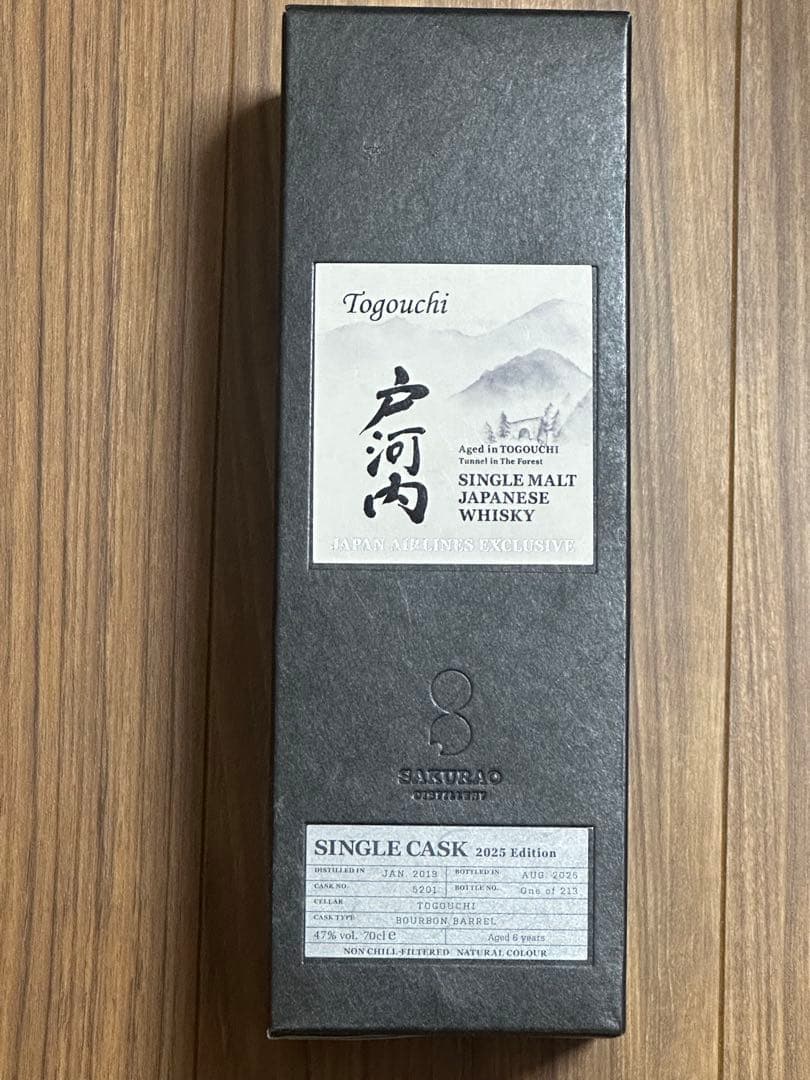 Togouchi
戸河内
Aged in TOGOUCHI
Tunnel in The Forest
SINGLE MALT
JAPANESE
WHISKY
JAPAN AIRLINES EXCLUSIVE
SAKURAO
DISTILLERY
SINGLE CASK 2025 Edition
DISTILLED IN JAN. 2019 BOTTLED IN AUG. 2025
CASK NO. 5201 BOTTLE NO. One of 213
CELLAR TOGOUCHI
CASK TYPE BOURBON BARREL
47% vol. 70cl e Aged 6 years
NON CHILL-FILTERED NATURAL COLOUR